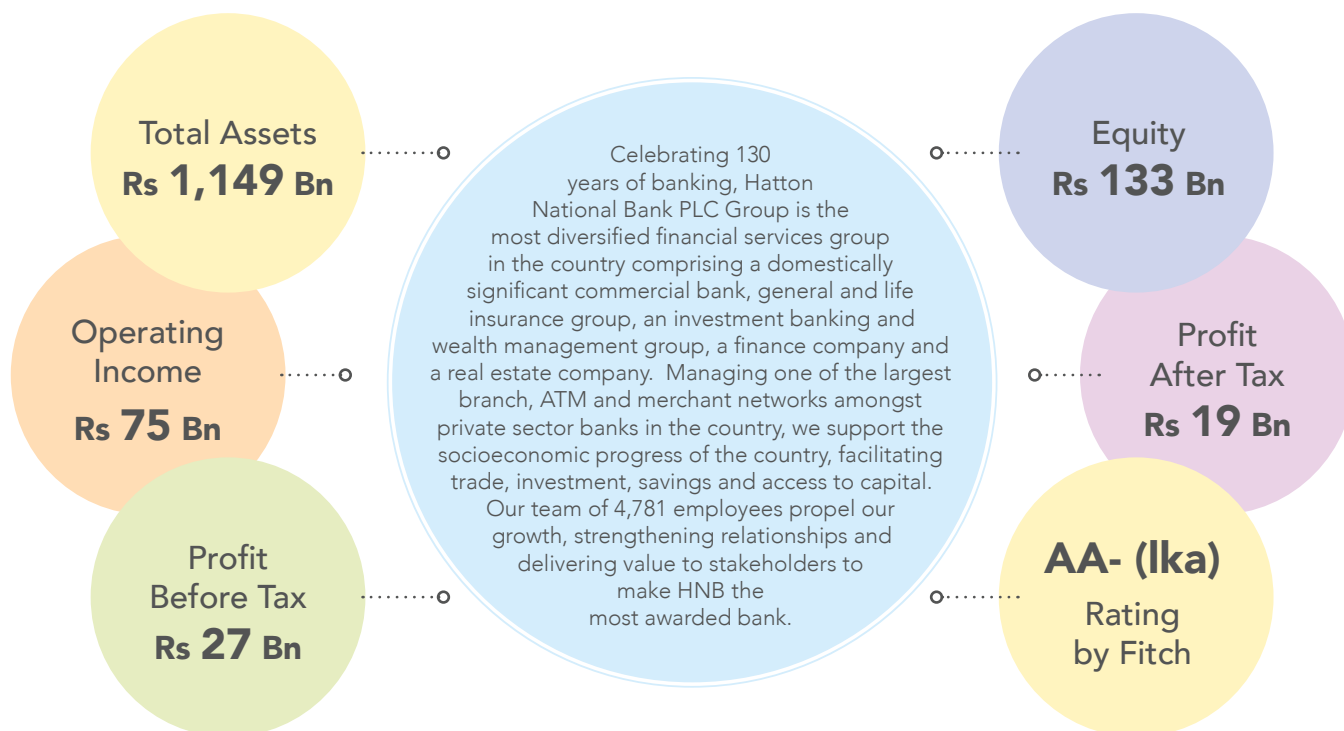 Total Assets
Rs 1,149 Bn
Operating
Income
Rs 75 Bn
Profit
Before Tax
Rs 27 Bn
Celebrating 130
years of banking, Hatton
National Bank PLC Group is the
most diversified financial services group
in the country comprising a domestically
significant commercial bank, general and life
insurance group, an investment banking and
wealth management group, a finance company and
a real estate company. Managing one of the largest
branch, ATM and merchant networks amongst
private sector banks in the country, we support the
socioeconomic progress of the country, facilitating
trade, investment, savings and access to capital.
Our team of 4,781 employees propel our
growth, strengthening relationships and
delivering value to stakeholders to
make HNB the
most awarded bank.
Equity
Rs 133 Bn
Profit
After Tax
Rs 19 Bn
AA- (lka)
Rating
by Fitch